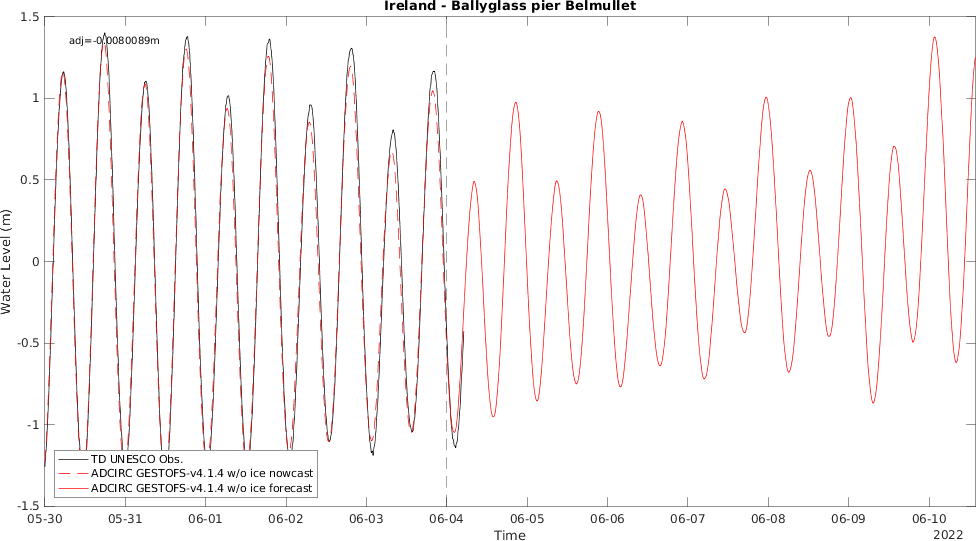 Ireland - Ballyglass pier Belmullet
adj=-0.0080089m
1.5
1
0.5
0
-0.5
-1
-1.5
Water Level (m)
TD UNESCO Obs.
ADCIRC GESTOFS-v4.1.4 w/o ice nowcast
ADCIRC GESTOFS-v4.1.4 w/o ice forecast
05-30 05-31 06-01 06-02 06-03 06-04 06-05 06-06 06-07 06-08 06-09 06-10
Time
2022